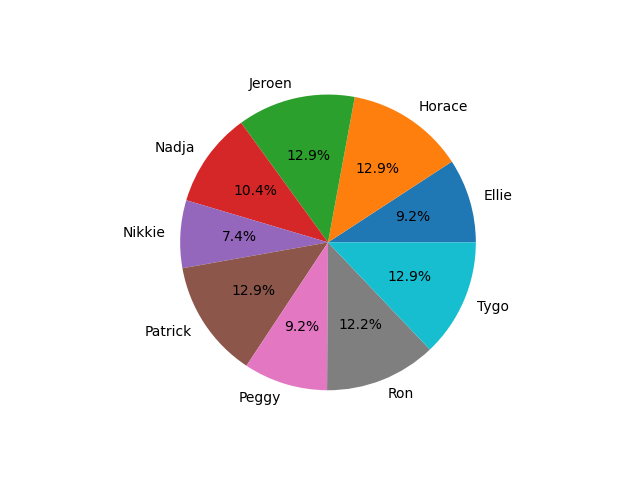 Jeroen
Horace
Nadja
12.9%
12.9%
10.4%
Ellie
9.2%
Nikkie
7.4%
12.9%
12.9%
Tygo
Patrick
9.2%
12.2%
Peggy
Ron